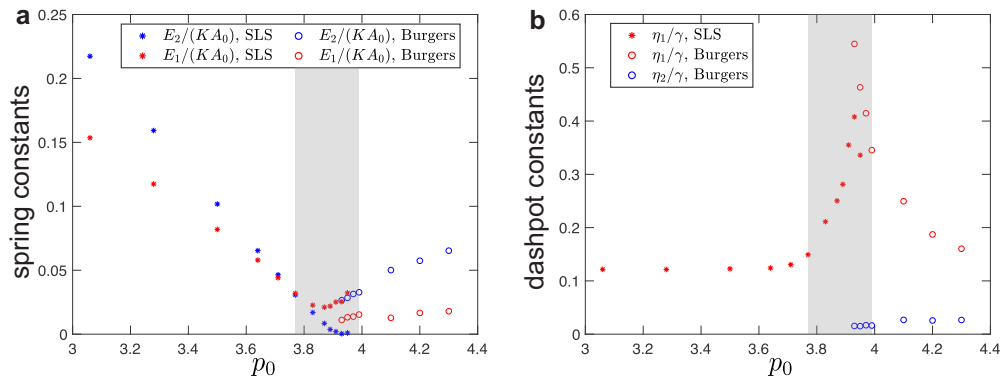 a
E₂/(KA₀), SLS
E₁/(KA₀), SLS
E₂/(KA₀), Burgers
E₁/(KA₀), Burgers
spring constants
0.25
0.2
0.15
0.1
0.05
0
3 3.2 3.4 3.6 3.8 4 4.2 4.4
p₀
b
η₁/γ, SLS
η₁/γ, Burgers
η₂/γ, Burgers
dashpot constants
0.6
0.5
0.4
0.3
0.2
0.1
0
3 3.2 3.4 3.6 3.8 4 4.2 4.4
p₀